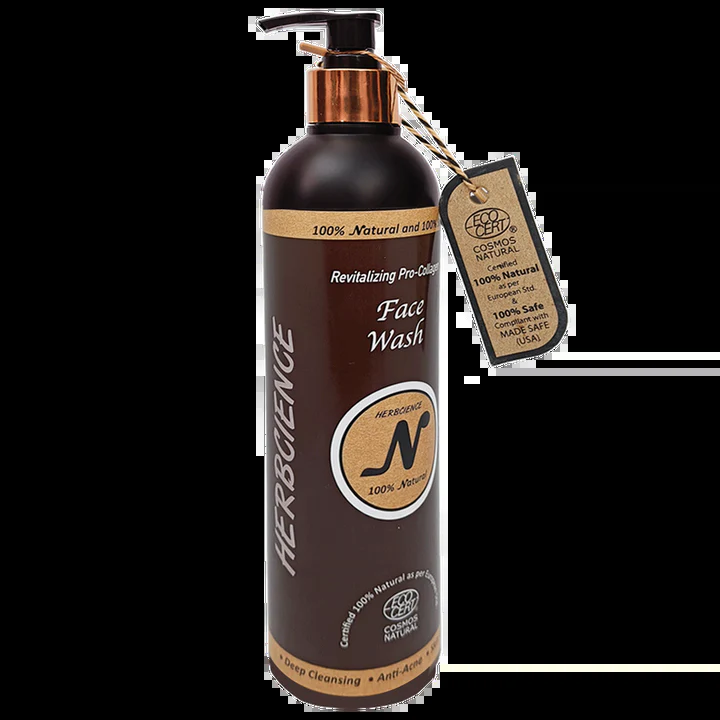 100% Natural and 100%
Revitalizing Pro-Collagen
Face
Wash
HERBCIENCE
HERBCIENCE
N
100% Natural
Certified 100% Natural as per
ECO
CERT
COSMOS
NATURAL
• Deep Cleansing • Anti-Acne •
ECO
CERT®
COSMOS
NATURAL
Certified
100% Natural
as per
European Std.
&
100% Safe
Compliant with
MADE SAFE
(USA)